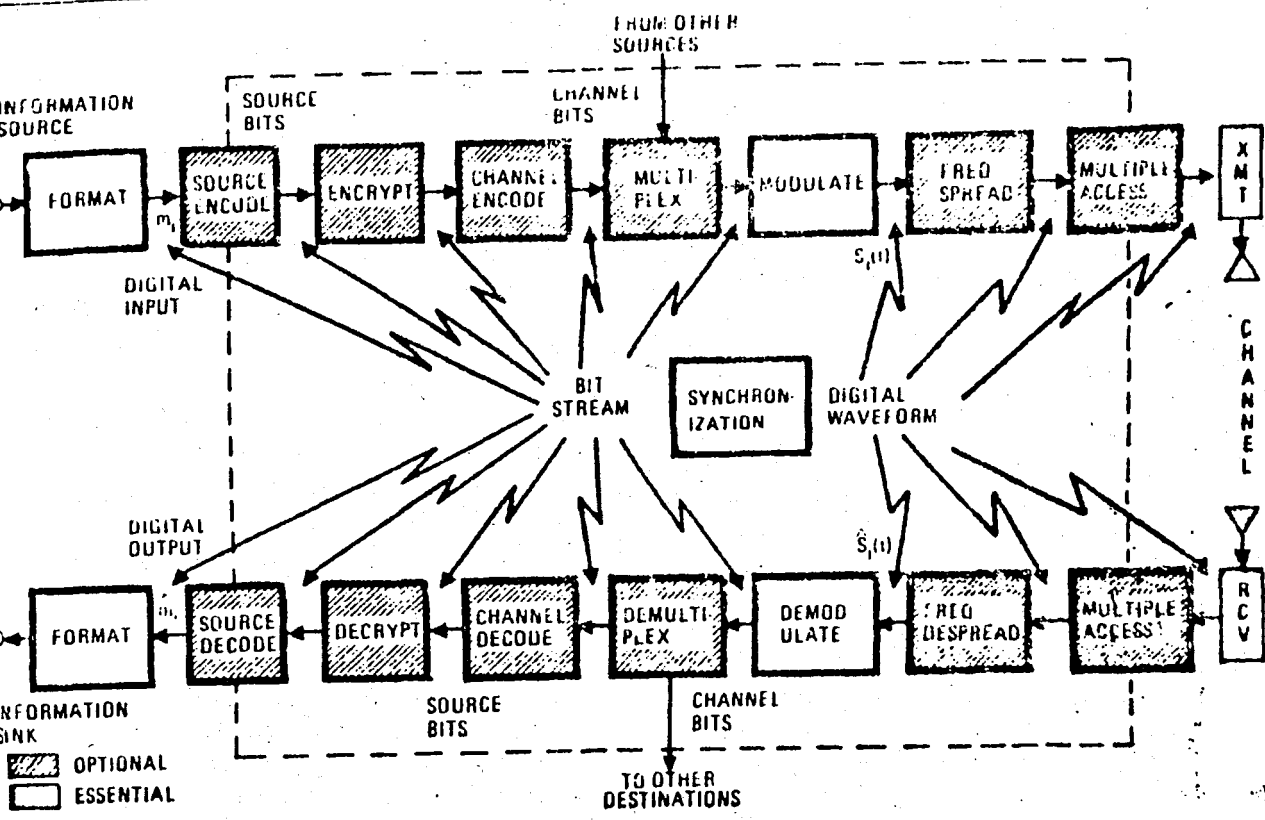 FROM OTHER
SOURCES
INFORMATION
SOURCE
SOURCE
BITS
CHANNEL
BITS
FORMAT
m_i
SOURCE
ENCODE
ENCRYPT
CHANNEL
ENCODE
MULTI-
PLEX
MODULATE
FREQ
SPREAD
MULTIPLE
ACCESS
XMT
DIGITAL
INPUT
S_i(t)
CHANNEL
BIT
STREAM
SYNCHRON-
IZATION
DIGITAL
WAVEFORM
DIGITAL
OUTPUT
Ŝ_i(t)
FORMAT
SOURCE
DECODE
DECRYPT
CHANNEL
DECODE
DEMULTI-
PLEX
DEMOD
ULATE
FREQ
DESPREAD
MULTIPLE
ACCESS
RCV
INFORMATION
SINK
SOURCE
BITS
CHANNEL
BITS
OPTIONAL
ESSENTIAL
TO OTHER
DESTINATIONS